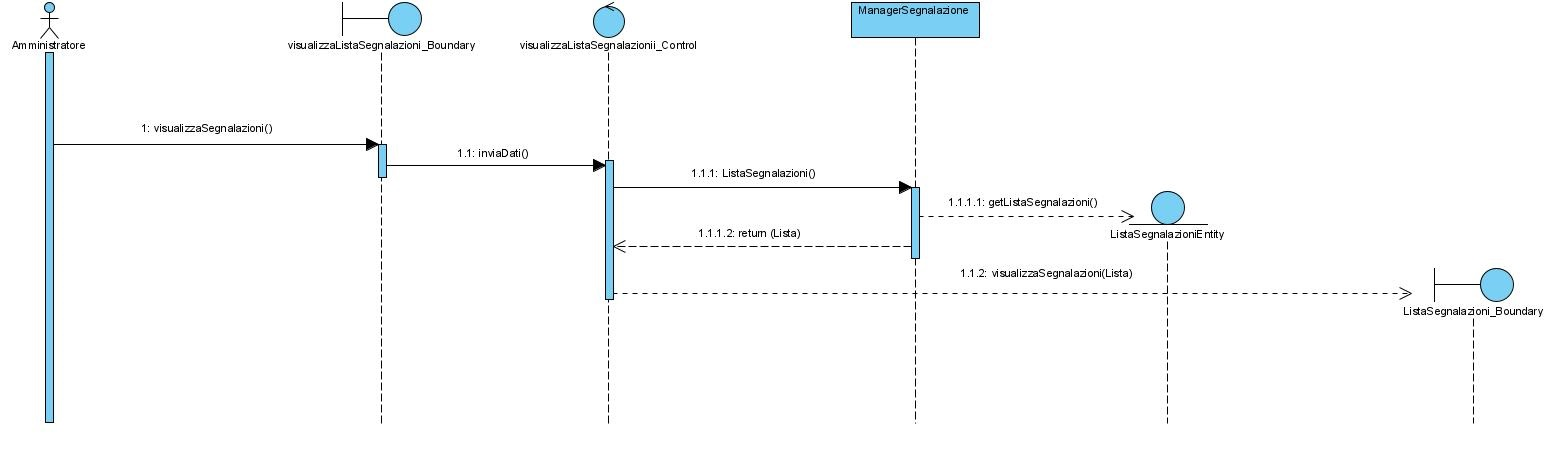 ManagerSegnalazione
Amministratore
visualizzaListaSegnalazioni_Boundary
visualizzaListaSegnalazionii_Control
1: visualizzaSegnalazioni()
1.1: inviaDati()
1.1.1: ListaSegnalazioni()
1.1.1.1: getListaSegnalazioni()
1.1.1.2: return (Lista)
ListaSegnalazioniEntity
1.1.2: visualizzaSegnalazioni(Lista)
ListaSegnalazioni_Boundary